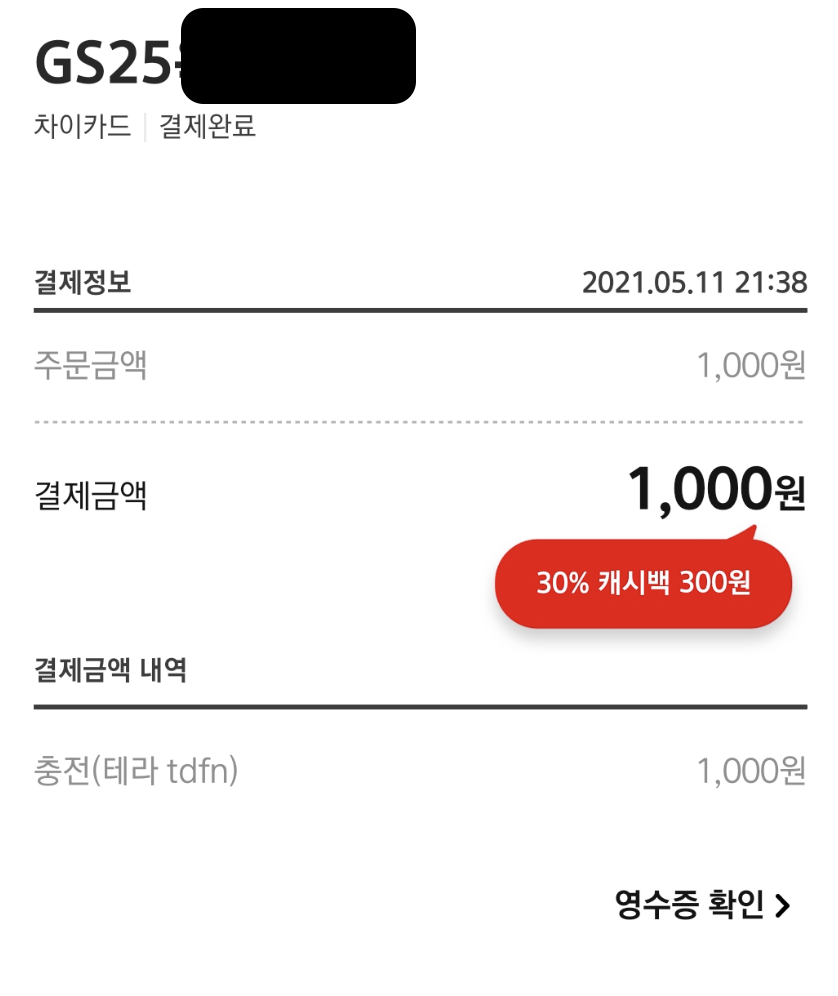 GS25
차이카드 | 결제완료
결제정보 2021.05.11 21:38
주문금액 1,000원
결제금액 1,000원
30% 캐시백 300원
결제금액 내역
충전(테라 tdfn) 1,000원
영수증 확인 >